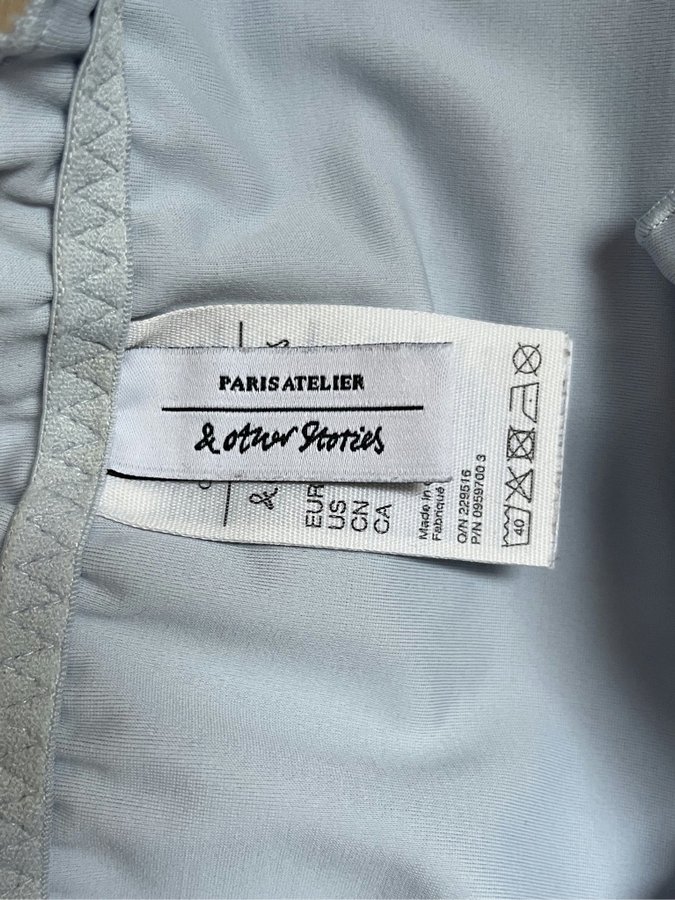 PARIS ATELIER
& other Stories
&
EUR
US
CN
CA
Made in
Fabriqué
O/N 229516
P/N 0959700 3
40